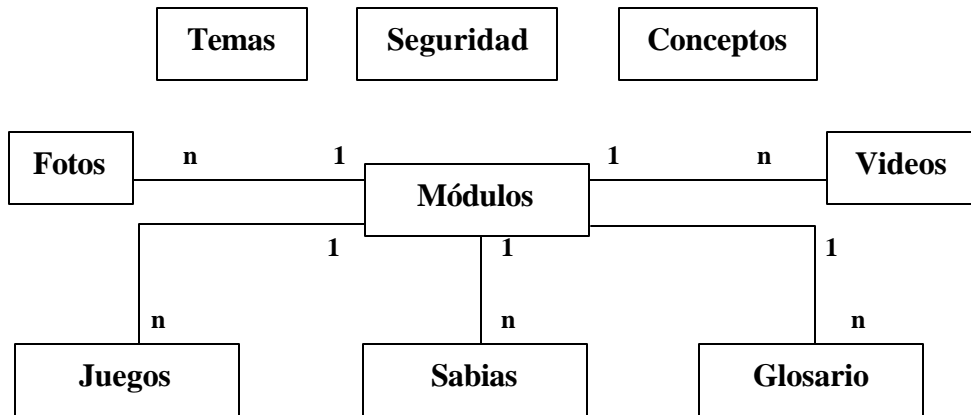 Temas Seguridad Conceptos
Fotos n 1 Módulos 1 n Videos
1 1 1
n n n
Juegos Sabias Glosario